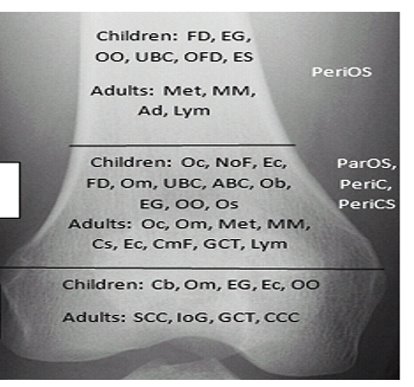 Children: FD, EG,
OO, UBC, OFD, ES
PeriOS
Adults: Met, MM,
Ad, Lym
Children: Oc, NoF, Ec,
FD, Om, UBC, ABC, Ob,
EG, OO, Os
ParOS,
PeriC,
PeriCS
Adults: Oc, Om, Met, MM,
Cs, Ec, CmF, GCT, Lym
Children: Cb, Om, EG, Ec, OO
Adults: SCC, IoG, GCT, CCC